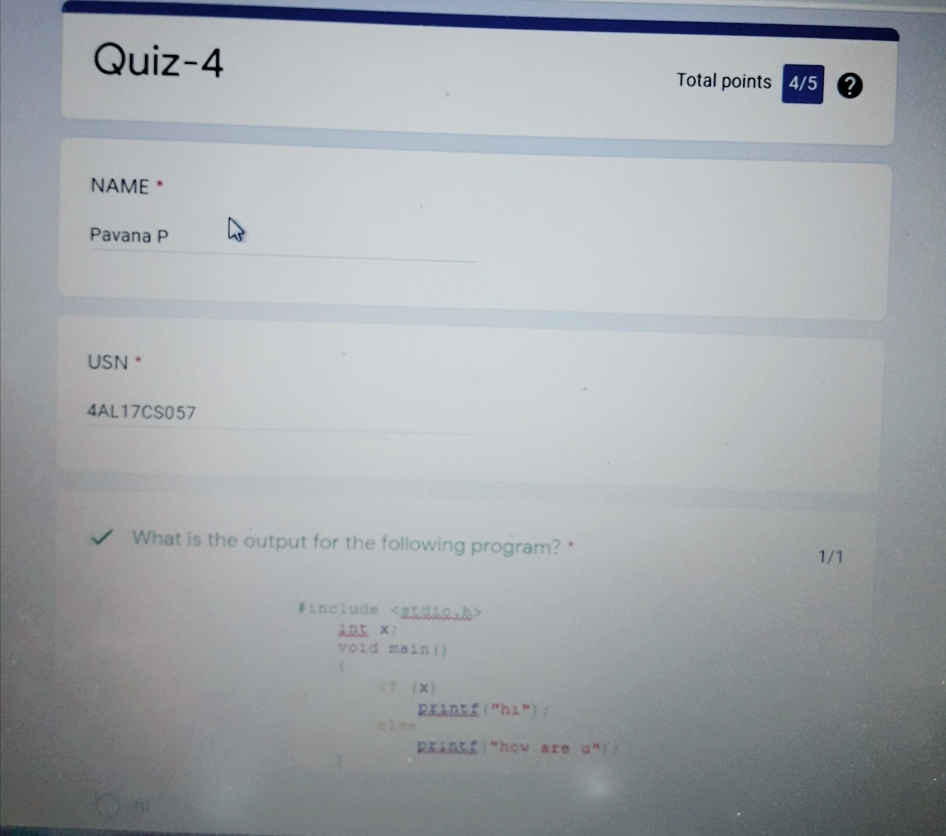 Quiz-4
Total points 4/5 ?
NAME *
Pavana P
USN *
4AL17CS057
What is the output for the following program? *
1/1
#include <stdio.h>
int x;
void main()
{
if (x)
printf("hi");
else
printf("how are u");
}
hi